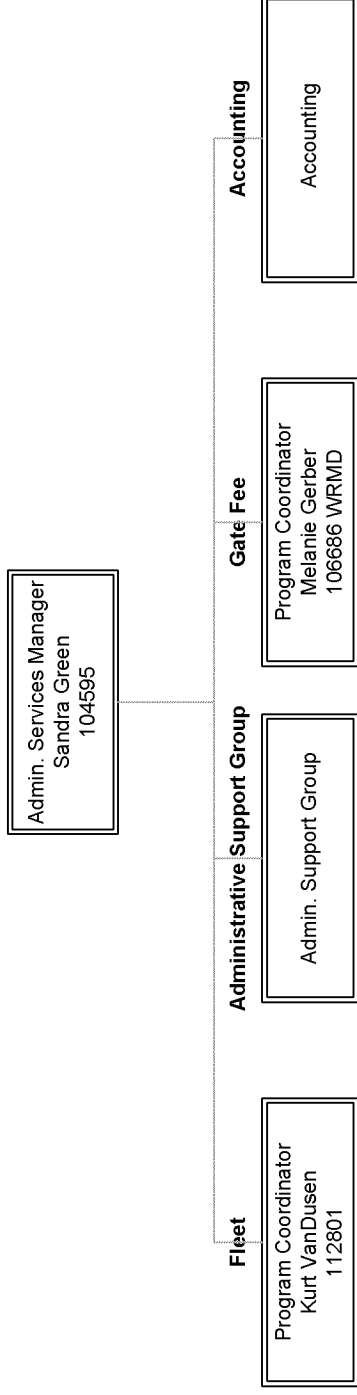 Admin. Services Manager
Sandra Green
104595
Fleet
Administrative Support Group
Gate Fee
Accounting
Program Coordinator
Kurt VanDusen
112801
Admin. Support Group
Program Coordinator
Melanie Gerber
106686 WRMD
Accounting